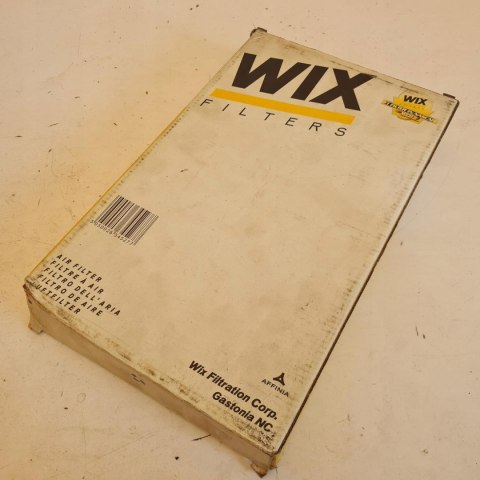 WIX
FILTERS
WIX
AIR FILTER
FILTRE À AIR
FILTRO DELL'ARIA
FILTRO DE AIRE
LUFTFILTER
AFFINIA
Wix Filtration Corp.
Gastonia NC